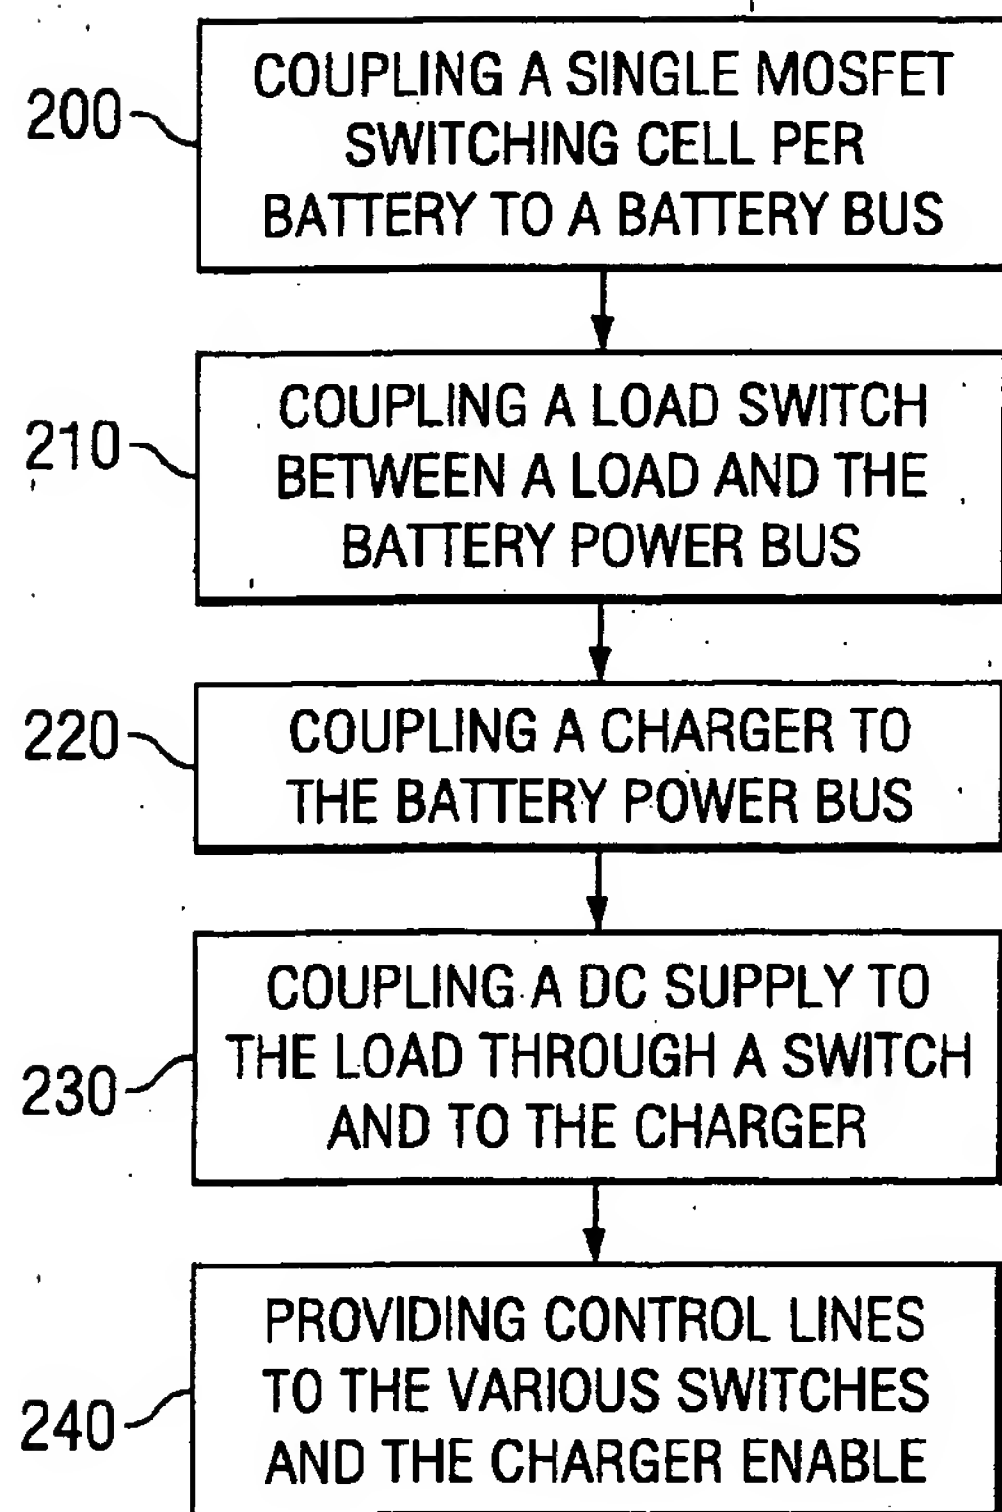 200
COUPLING A SINGLE MOSFET
SWITCHING CELL PER
BATTERY TO A BATTERY BUS
210
COUPLING A LOAD SWITCH
BETWEEN A LOAD AND THE
BATTERY POWER BUS
220
COUPLING A CHARGER TO
THE BATTERY POWER BUS
230
COUPLING A DC SUPPLY TO
THE LOAD THROUGH A SWITCH
AND TO THE CHARGER
240
PROVIDING CONTROL LINES
TO THE VARIOUS SWITCHES
AND THE CHARGER ENABLE